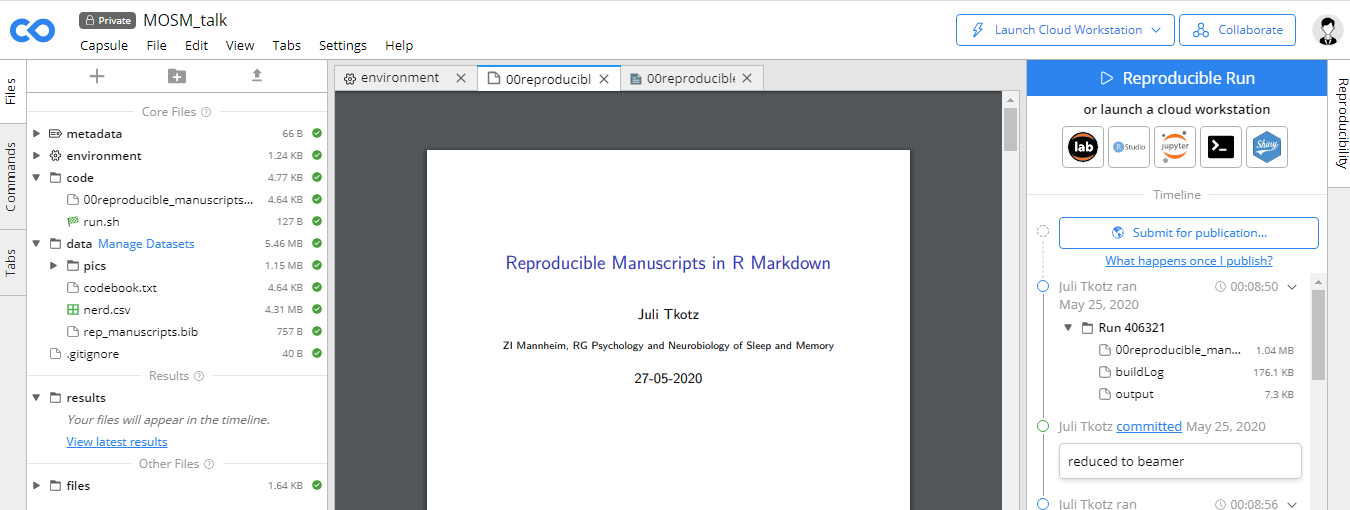 Private MOSM_talk
Capsule File Edit View Tabs Settings Help
Launch Cloud Workstation
Collaborate
Files
Commands
Tabs
Core Files
metadata 66 B
environment 1.24 KB
code 4.77 KB
00reproducible_manuscripts... 4.64 KB
run.sh 127 B
data Manage Datasets 5.46 MB
pics 1.15 MB
codebook.txt 4.64 KB
nerd.csv 4.31 MB
rep_manuscripts.bib 757 B
.gitignore 40 B
Results
results
Your files will appear in the timeline.
View latest results
Other Files
files 1.64 KB
environment
00reproducibl
00reproducible
Reproducible Manuscripts in R Markdown
Juli Tkotz
ZI Mannheim, RG Psychology and Neurobiology of Sleep and Memory
27-05-2020
Reproducible Run
or launch a cloud workstation
lab
R Studio
jupyter
Shiny
Timeline
Submit for publication...
What happens once I publish?
Juli Tkotz ran 00:08:50
May 25, 2020
Run 406321
00reproducible_man... 1.04 MB
buildLog 176.1 KB
output 7.3 KB
Juli Tkotz committed May 25, 2020
reduced to beamer
Juli Tkotz ran 00:08:56
Reproducibility